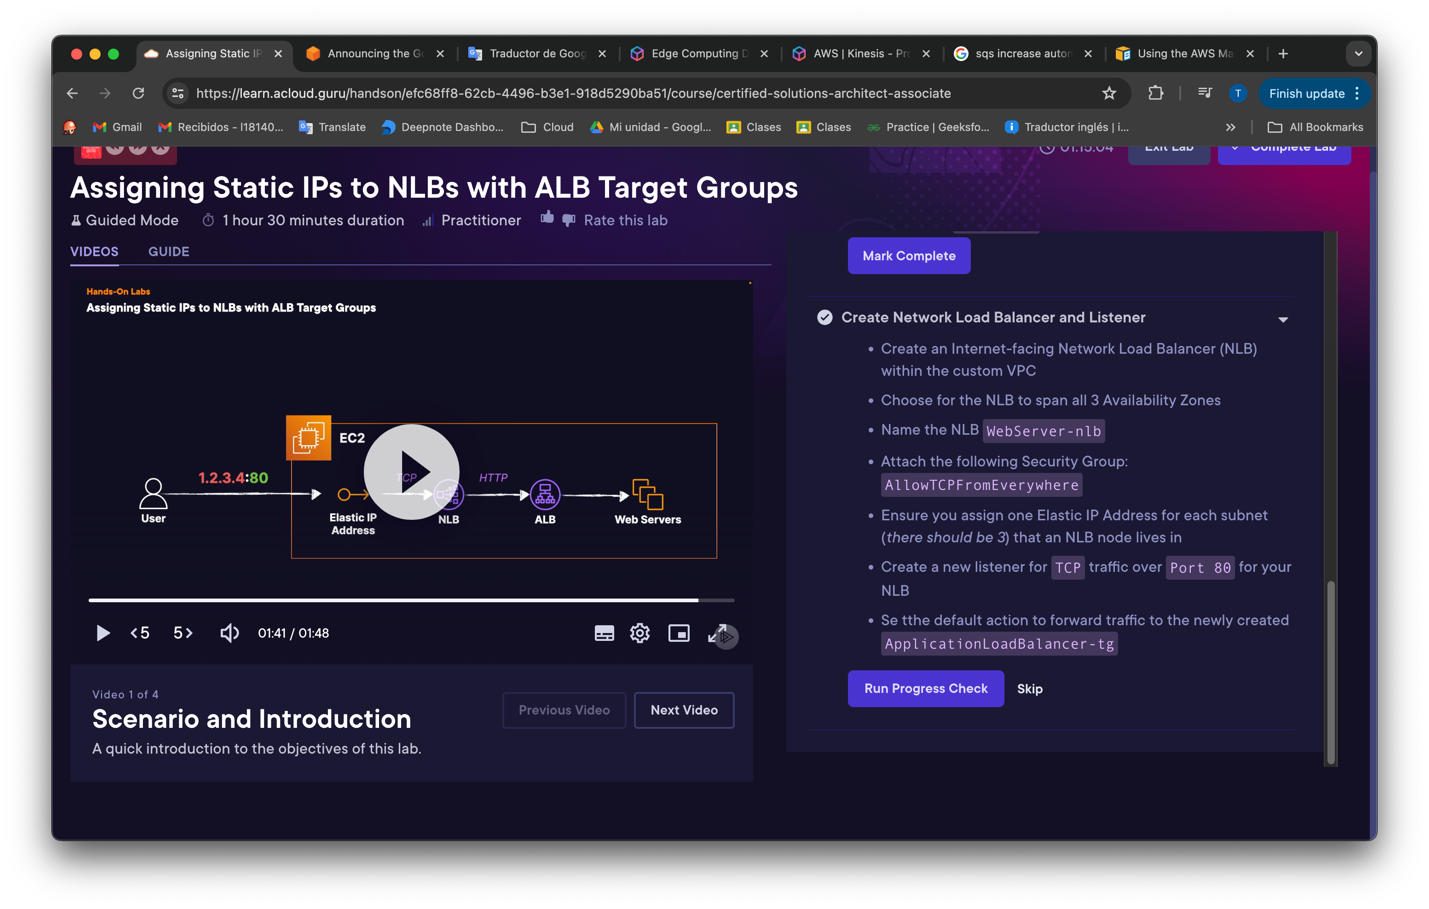 Assigning Static IP
Announcing the Go
Traductor de Goog
Edge Computing D
AWS | Kinesis - Pr
sqs increase autom
Using the AWS Ma
https://learn.acloud.guru/handson/efc68ff8-62cb-4496-b3e1-918d5290ba51/course/certified-solutions-architect-associate
T
Finish update
Gmail
Recibidos - l18140...
Translate
Deepnote Dashbo...
Cloud
Mi unidad - Googl...
Clases
Clases
Practice | Geeksfo...
Traductor inglés | i...
All Bookmarks
01:15:04
Exit Lab
Complete Lab
Assigning Static IPs to NLBs with ALB Target Groups
Guided Mode
1 hour 30 minutes duration
Practitioner
Rate this lab
VIDEOS
GUIDE
Hands-On Labs
Assigning Static IPs to NLBs with ALB Target Groups
EC2
1.2.3.4:80
TCP
HTTP
User
Elastic IP
Address
NLB
ALB
Web Servers
<5
5>
01:41 / 01:48
Video 1 of 4
Scenario and Introduction
A quick introduction to the objectives of this lab.
Previous Video
Next Video
Mark Complete
Create Network Load Balancer and Listener
• Create an Internet-facing Network Load Balancer (NLB)
within the custom VPC
• Choose for the NLB to span all 3 Availability Zones
• Name the NLB WebServer-nlb
• Attach the following Security Group:
AllowTCPFromEverywhere
• Ensure you assign one Elastic IP Address for each subnet
(there should be 3) that an NLB node lives in
• Create a new listener for TCP traffic over Port 80 for your
NLB
• Se tthe default action to forward traffic to the newly created
ApplicationLoadBalancer-tg
Run Progress Check
Skip